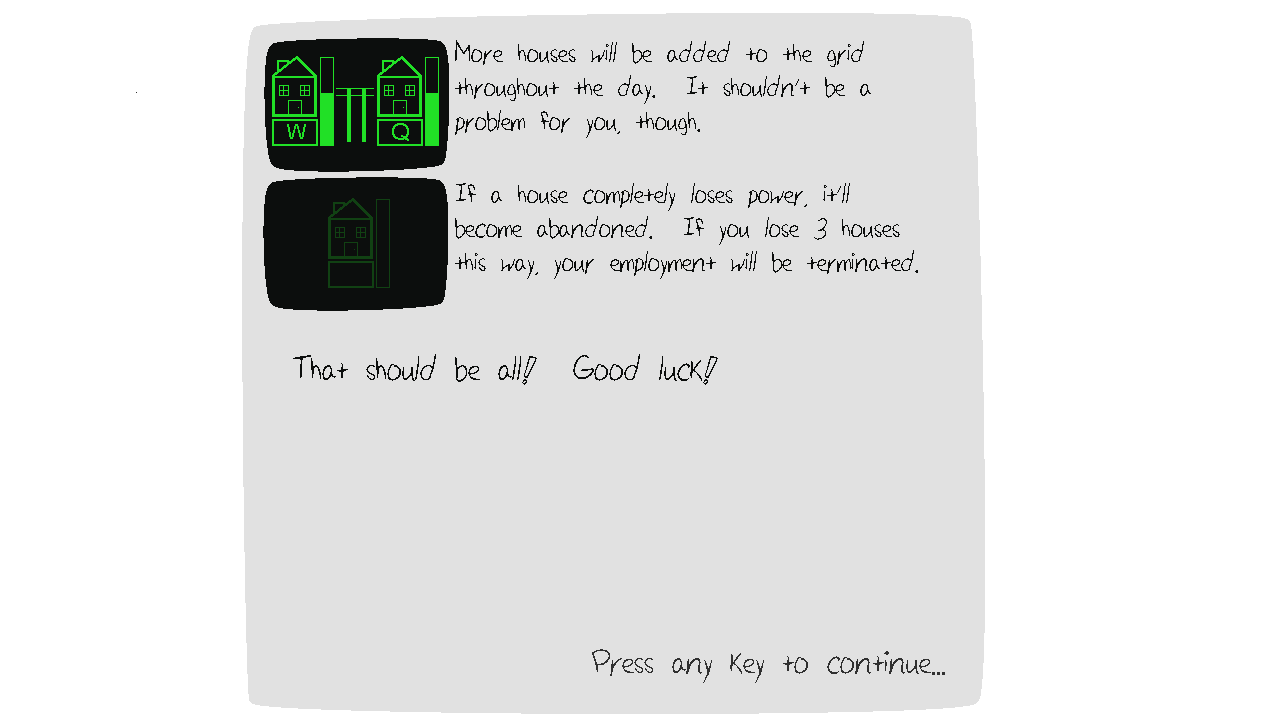 W Q
More houses will be added to the grid
throughout the day. It shouldn't be a
problem for you, though.
If a house completely loses power, it'll
become abandoned. If you lose 3 houses
this way, your employment will be terminated.
That should be all! Good luck!
Press any key to continue...